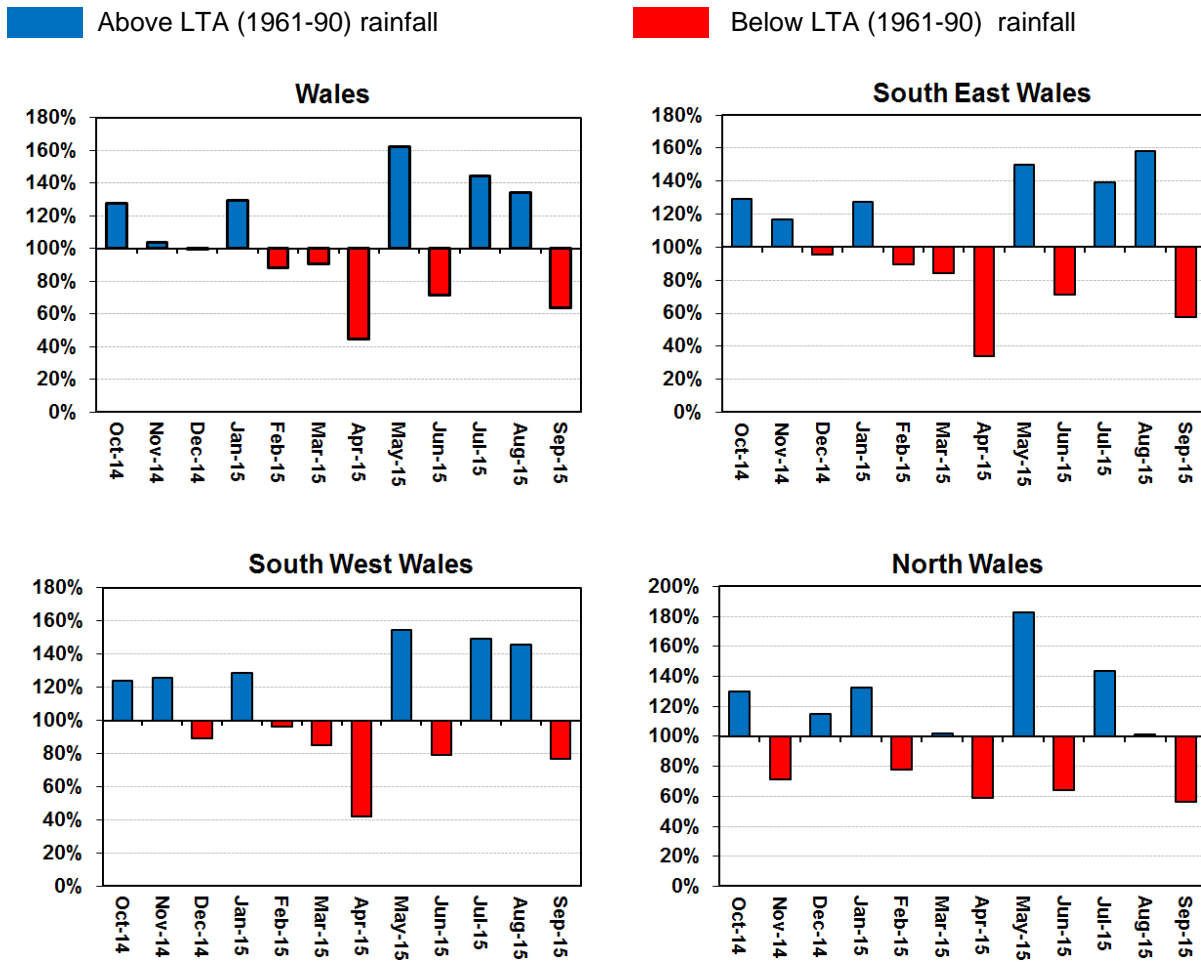 Above LTA (1961-90) rainfall
Below LTA (1961-90) rainfall
Wales
180%
160%
140%
120%
100%
80%
60%
40%
20%
0%
Oct-14
Nov-14
Dec-14
Jan-15
Feb-15
Mar-15
Apr-15
May-15
Jun-15
Jul-15
Aug-15
Sep-15
South East Wales
180%
160%
140%
120%
100%
80%
60%
40%
20%
0%
Oct-14
Nov-14
Dec-14
Jan-15
Feb-15
Mar-15
Apr-15
May-15
Jun-15
Jul-15
Aug-15
Sep-15
South West Wales
180%
160%
140%
120%
100%
80%
60%
40%
20%
0%
Oct-14
Nov-14
Dec-14
Jan-15
Feb-15
Mar-15
Apr-15
May-15
Jun-15
Jul-15
Aug-15
Sep-15
North Wales
200%
180%
160%
140%
120%
100%
80%
60%
40%
20%
0%
Oct-14
Nov-14
Dec-14
Jan-15
Feb-15
Mar-15
Apr-15
May-15
Jun-15
Jul-15
Aug-15
Sep-15